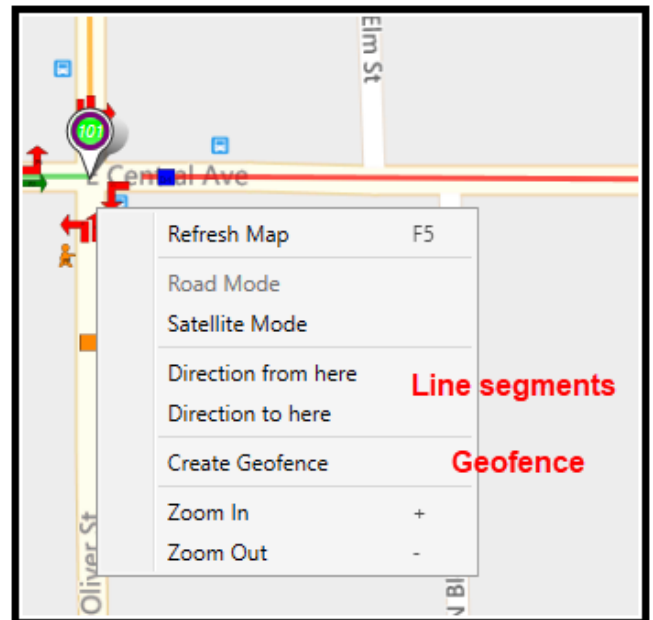 Elm St
101
E Central Ave
Refresh Map F5
Road Mode
Satellite Mode
Direction from here
Line segments
Direction to here
Create Geofence Geofence
Zoom In +
Zoom Out -
Oliver St
N Bl